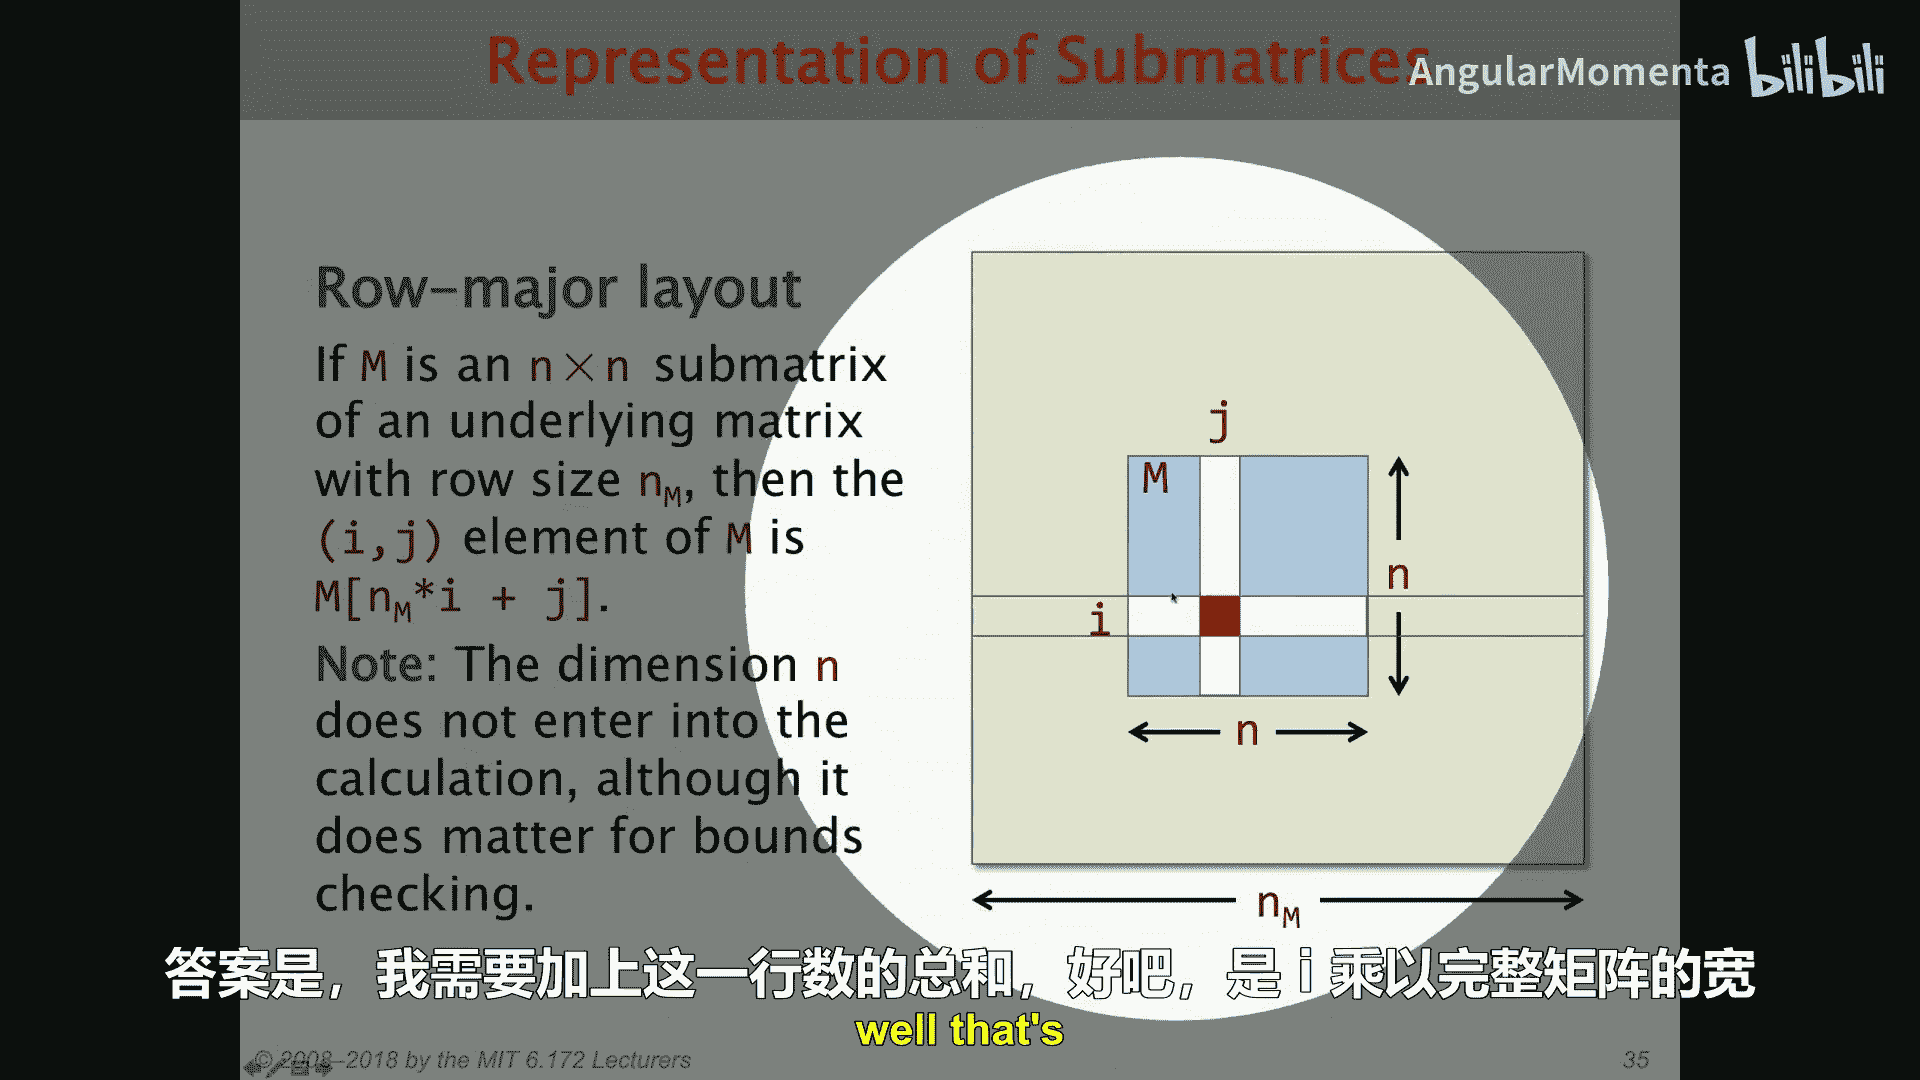 Representation of Submatrices
AngularMomenta bilibili
Row-major layout
If M is an n×n submatrix
of an underlying matrix
with row size nM, then the
(i,j) element of M is
M[nM*i + j].
Note: The dimension n
does not enter into the
calculation, although it
does matter for bounds
checking.
j
M
i
n
n
nM
答案是，我需要加上这一行数的总和，好吧，是 i 乘以完整矩阵的宽
well that's
© 2008–2018 by the MIT 6.172 Lecturers
35